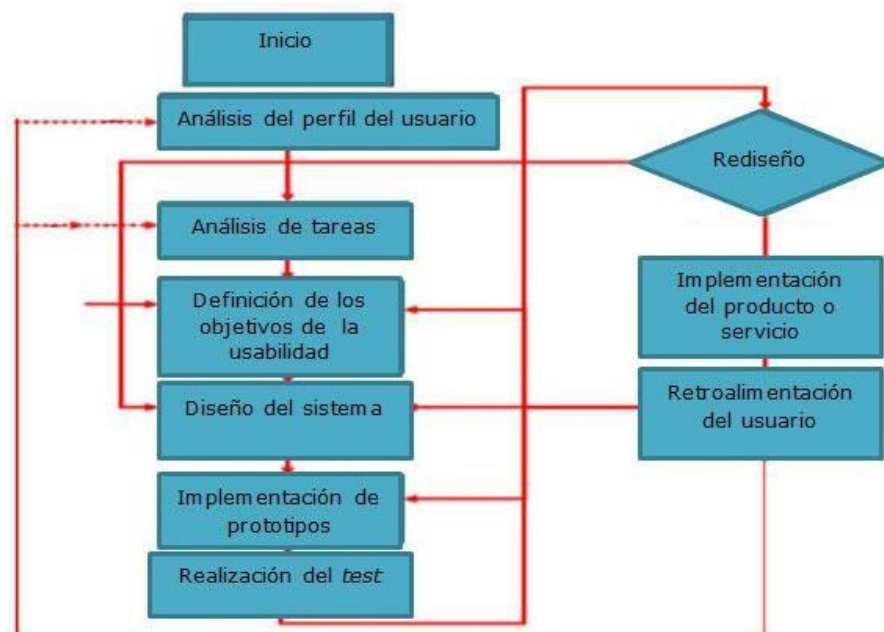 Inicio
Análisis del perfil del usuario
Análisis de tareas
Definición de los
objetivos de la
usabilidad
Diseño del sistema
Implementación de
prototipos
Realización del test
Rediseño
Implementación
del producto o
servicio
Retroalimentación
del usuario